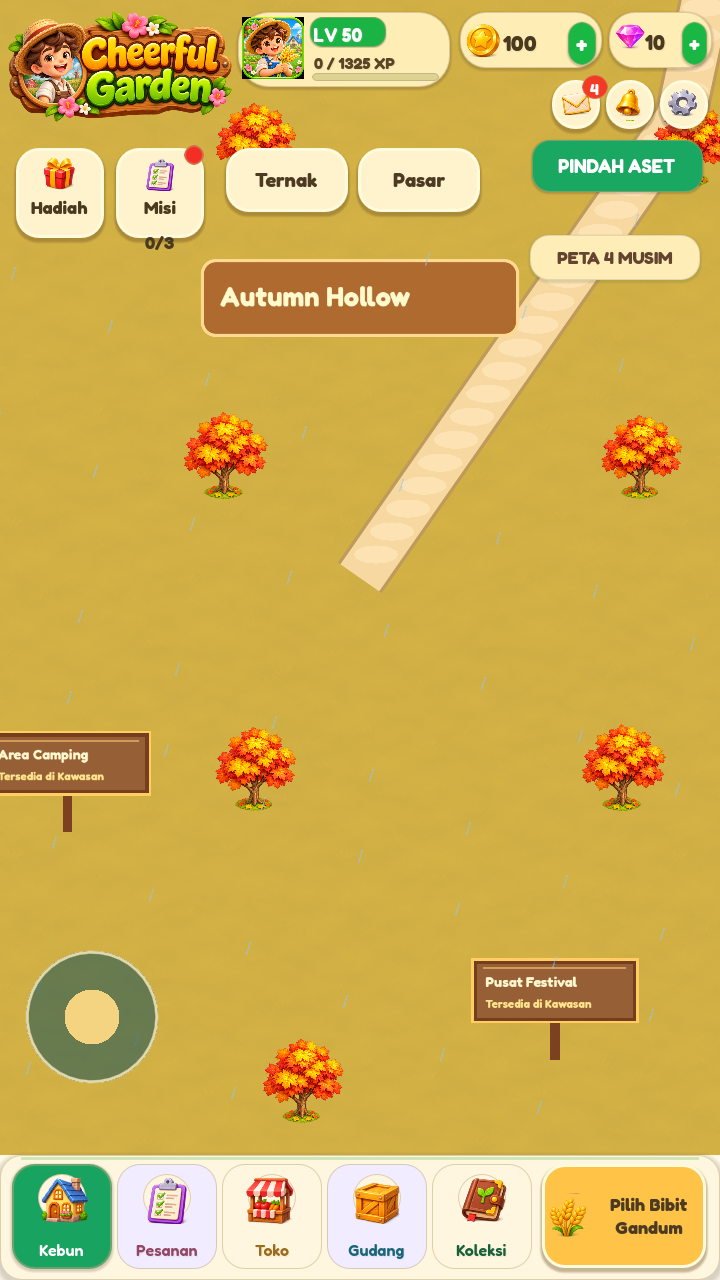 Cheerful
Garden
LV 50
0 / 1325 XP
100
+
10
+
4
Hadiah
Misi
0/3
Ternak
Pasar
PINDAH ASET
PETA 4 MUSIM
Autumn Hollow
Area Camping
Tersedia di Kawasan
Pusat Festival
Tersedia di Kawasan
Kebun
Pesanan
Toko
Gudang
Koleksi
Pilih Bibit
Gandum